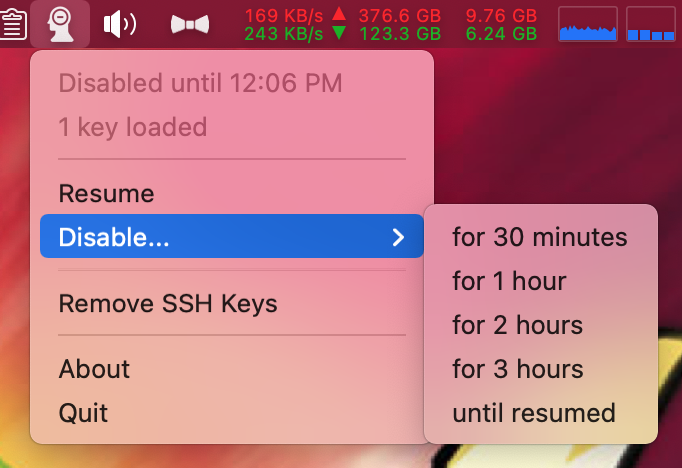 169 KB/s ▲ 376.6 GB 9.76 GB
243 KB/s ▼ 123.3 GB 6.24 GB
Disabled until 12:06 PM
1 key loaded
Resume
Disable...
for 30 minutes
for 1 hour
for 2 hours
for 3 hours
until resumed
Remove SSH Keys
About
Quit